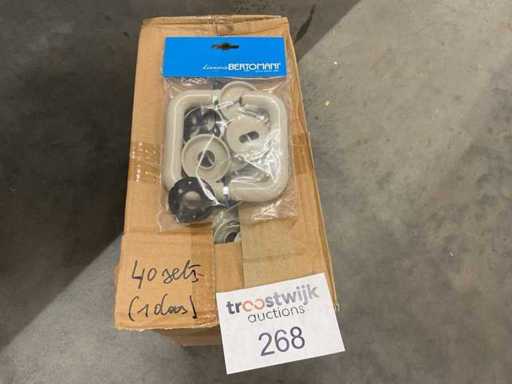 BERTOMANI
40 sets
(1 doos)
troostwijk
auctions
268